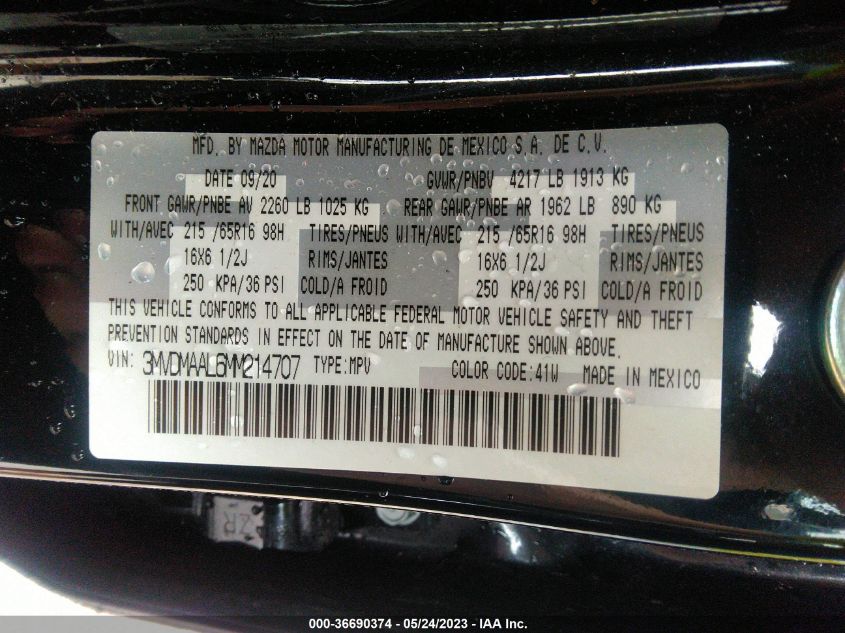 MFD. BY MAZDA MOTOR MANUFACTURING DE MEXICO S.A. DE C.V.
DATE 09/20 GVWR/PNBV 4217 LB 1913 KG
FRONT GAWR/PNBE AV 2260 LB 1025 KG REAR GAWR/PNBE AR 1962 LB 890 KG
WITH/AVEC 215 /65R16 98H TIRES/PNEUS WITH/AVEC 215 /65R16 98H TIRES/PNEUS
16X6 1/2J RIMS/JANTES 16X6 1/2J RIMS/JANTES
250 KPA/36 PSI COLD/A FROID 250 KPA/36 PSI COLD/A FROID
THIS VEHICLE CONFORMS TO ALL APPLICABLE FEDERAL MOTOR VEHICLE SAFETY AND THEFT
PREVENTION STANDARDS IN EFFECT ON THE DATE OF MANUFACTURE SHOWN ABOVE.
VIN: 3MVDMAAL6MM214707 TYPE:MPV COLOR CODE:41W MADE IN MEXICO
ZR
000-36690374 - 05/24/2023 - IAA Inc.